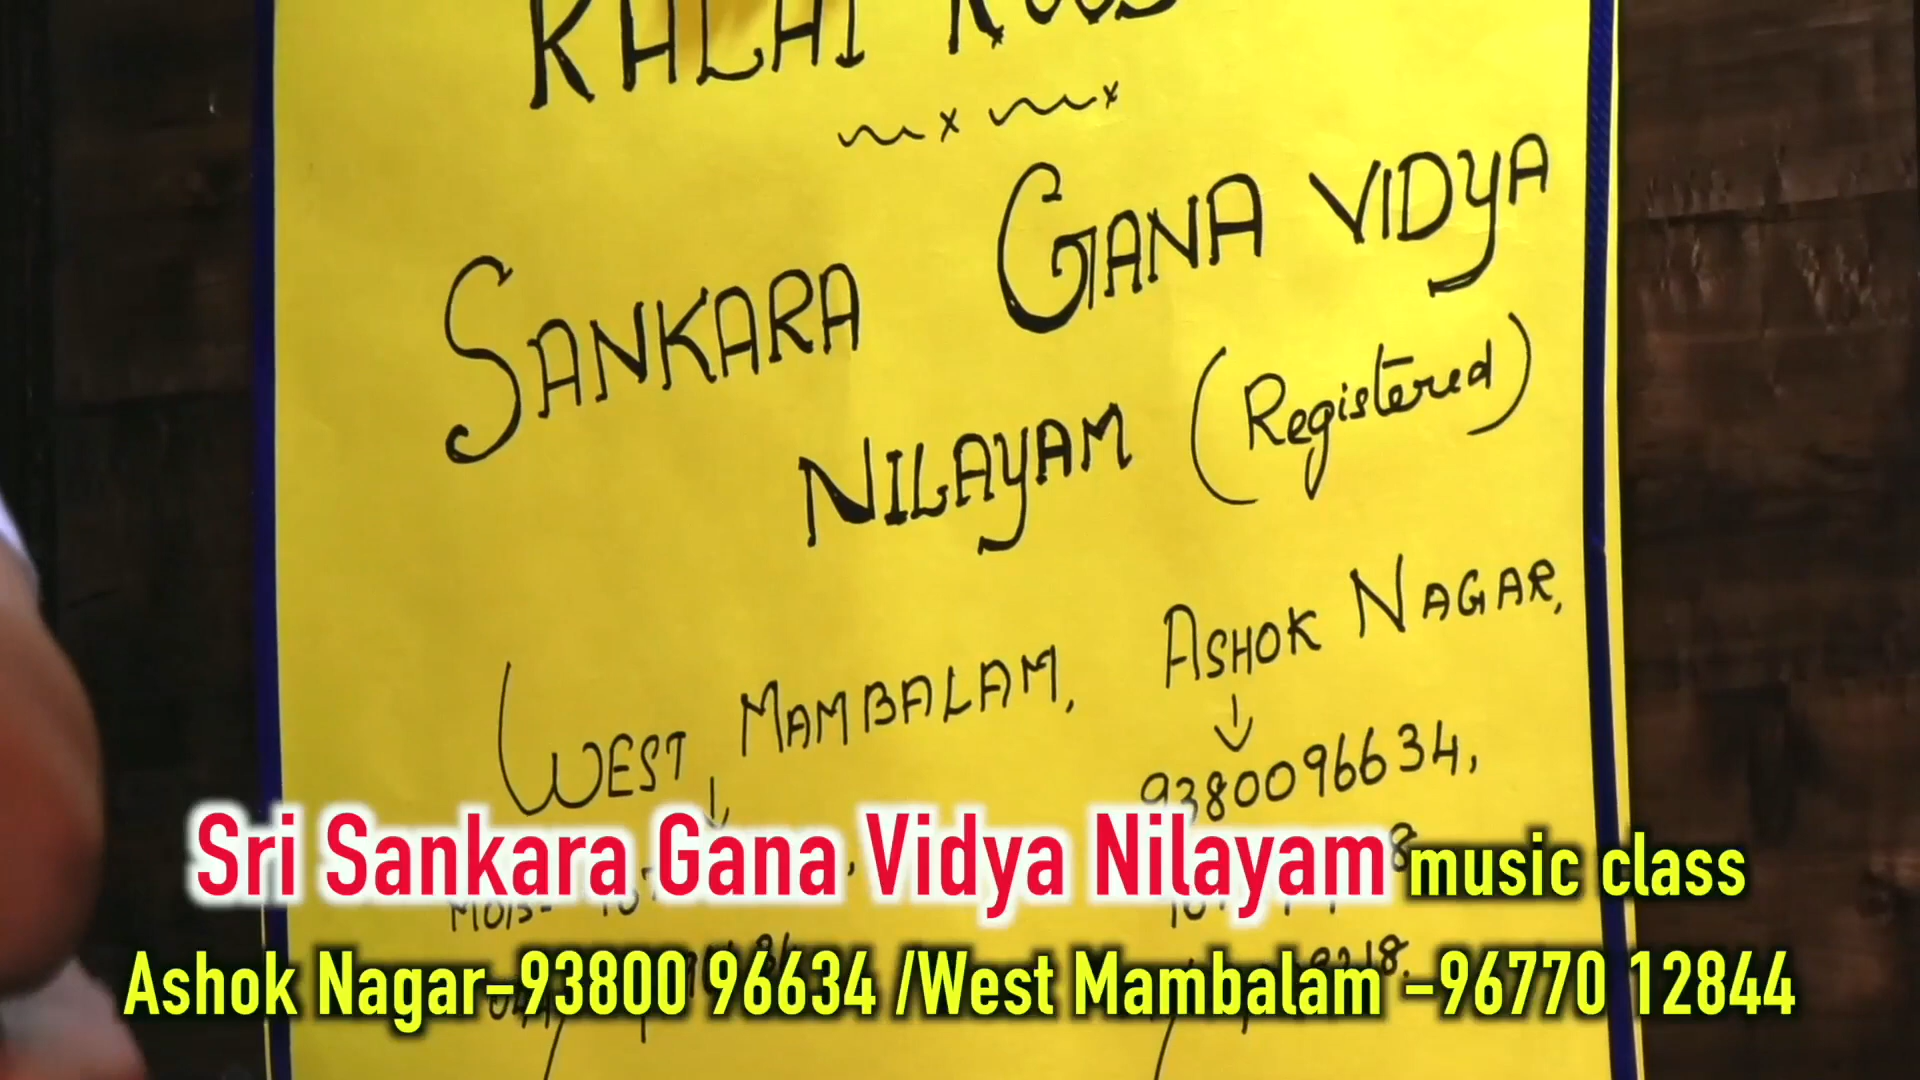 KALAI
SANKARA GANA VIDYA
NILAYAM (Registered)
WEST MAMBALAM, ASHOK NAGAR,
9380096634,
Sri Sankara Gana Vidya Nilayam music class
Ashok Nagar-93800 96634 /West Mambalam -96770 12844